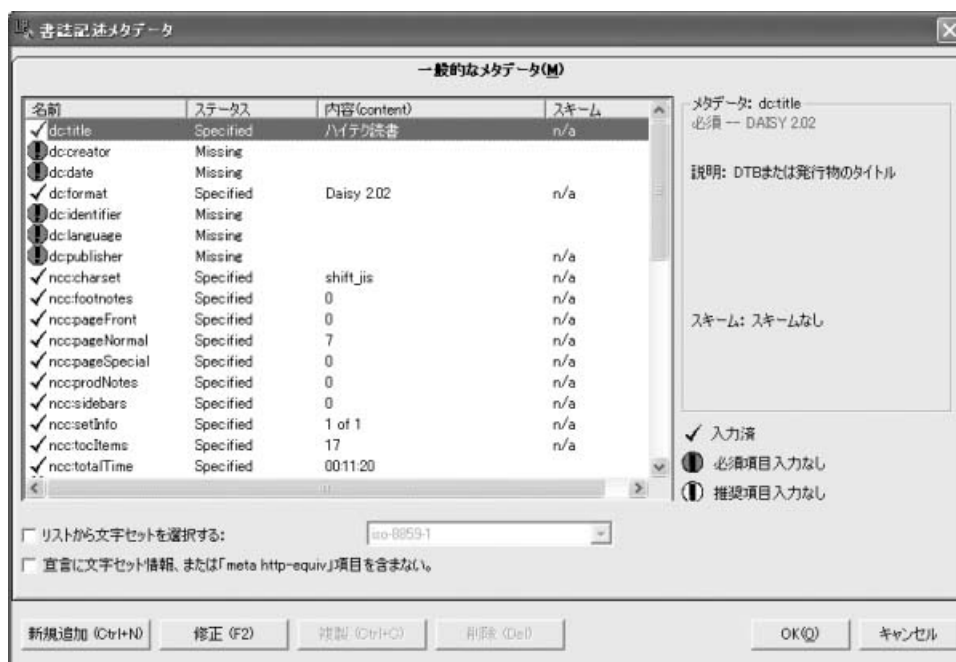 書誌記述メタデータ
一般的なメタデータ(M)
名前 ステータス 内容(content) スキーム
dc:title Specified ハイテク読書 n/a
dc:creator Missing
dc:date Missing
dc:format Specified Daisy 2.02 n/a
dc:identifier Missing
dc:language Missing
dc:publisher Missing n/a
ncc:charset Specified shift_jis n/a
ncc:footnotes Specified 0 n/a
ncc:pageFront Specified 0 n/a
ncc:pageNormal Specified 7 n/a
ncc:pageSpecial Specified 0 n/a
ncc:prodNotes Specified 0 n/a
ncc:sidebars Specified 0 n/a
ncc:setInfo Specified 1 of 1 n/a
ncc:tocItems Specified 17 n/a
ncc:totalTime Specified 00:11:20
メタデータ: dc:title
必須 -- DAISY 2.02
説明: DTBまたは発行物のタイトル
スキーム: スキームなし
入力済
必須項目入力なし
推奨項目入力なし
リストから文字セットを選択する: iso-8859-1
宣言に文字セット情報、または「meta http-equiv」項目を含まない。
新規追加 (Ctrl+N) 修正 (F2) 複製 (Ctrl+C) 削除 (Del) OK(O) キャンセル